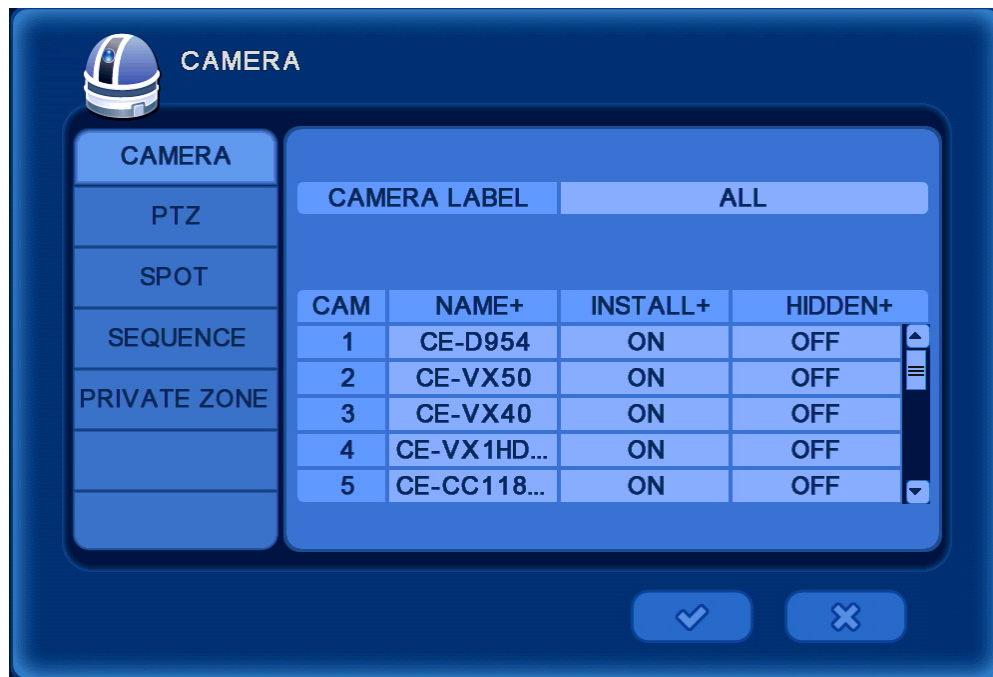 CAMERA
CAMERA
PTZ
SPOT
SEQUENCE
PRIVATE ZONE
CAMERA LABEL ALL
CAM NAME+ INSTALL+ HIDDEN+
1 CE-D954 ON OFF
2 CE-VX50 ON OFF
3 CE-VX40 ON OFF
4 CE-VX1HD... ON OFF
5 CE-CC118... ON OFF